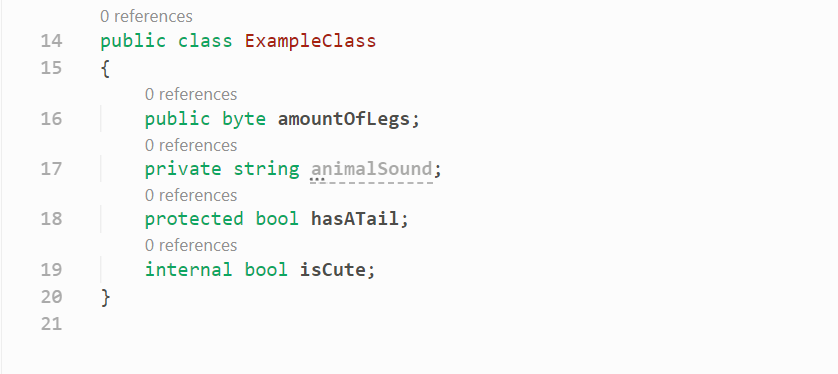 0 references
14 public class ExampleClass
15 {
0 references
16 public byte amountOfLegs;
0 references
17 private string animalSound;
0 references
18 protected bool hasATail;
0 references
19 internal bool isCute;
20 }
21